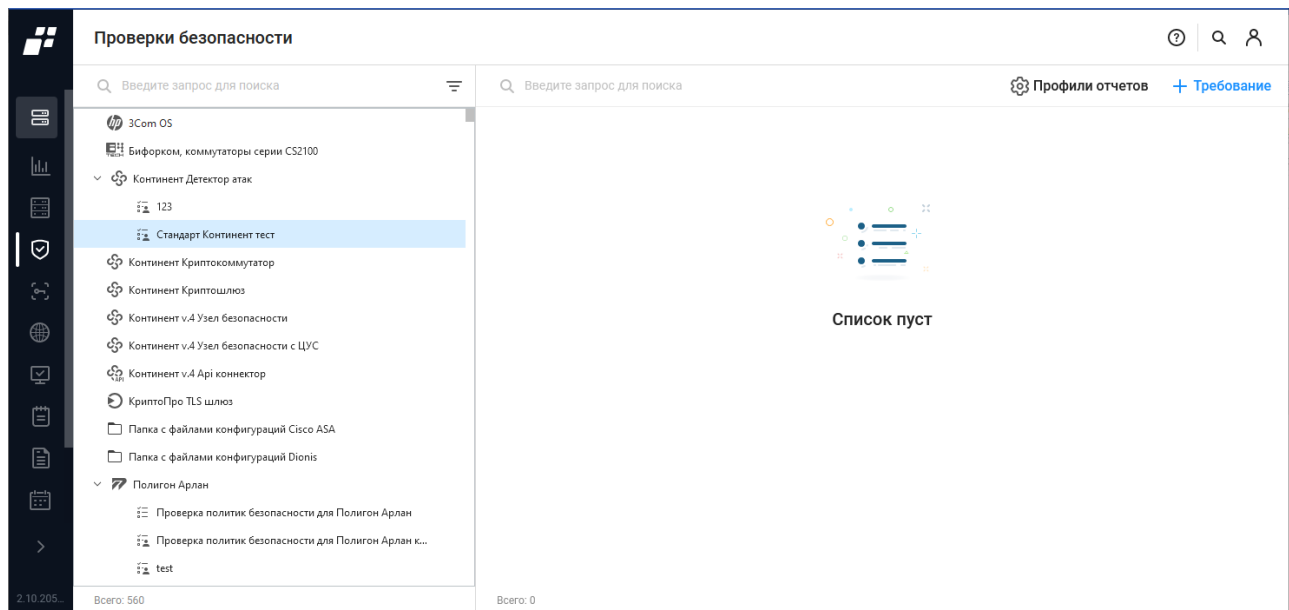 Проверки безопасности
Введите запрос для поиска
Введите запрос для поиска
Профили отчетов
+ Требование
3Com OS
Бифорком, коммутаторы серии CS2100
Континент Детектор атак
123
Стандарт Континент тест
Континент Криптокоммутатор
Континент Криптошлюз
Континент v.4 Узел безопасности
Континент v.4 Узел безопасности с ЦУС
Континент v.4 Api коннектор
КриптоПро TLS шлюз
Папка с файлами конфигураций Cisco ASA
Папка с файлами конфигураций Dionis
Полигон Арлан
Проверка политик безопасности для Полигон Арлан
Проверка политик безопасности для Полигон Арлан к...
test
Список пуст
2.10.205...
Всего: 560
Всего: 0